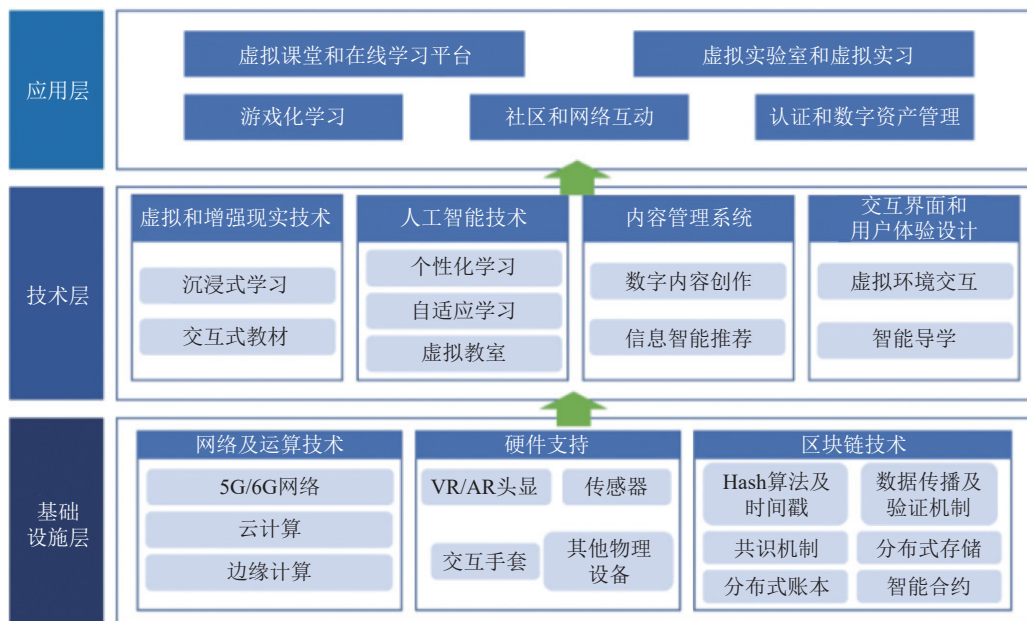 应用层
虚拟课堂和在线学习平台
虚拟实验室和虚拟实习
游戏化学习
社区和网络互动
认证和数字资产管理
技术层
虚拟和增强现实技术
沉浸式学习
交互式教材
人工智能技术
个性化学习
自适应学习
虚拟教室
内容管理系统
数字内容创作
信息智能推荐
交互界面和
用户体验设计
虚拟环境交互
智能导学
基础
设施层
网络及运算技术
5G/6G网络
云计算
边缘计算
硬件支持
VR/AR头显
传感器
交互手套
其他物理
设备
区块链技术
Hash算法及
时间戳
数据传播及
验证机制
共识机制
分布式存储
分布式账本
智能合约